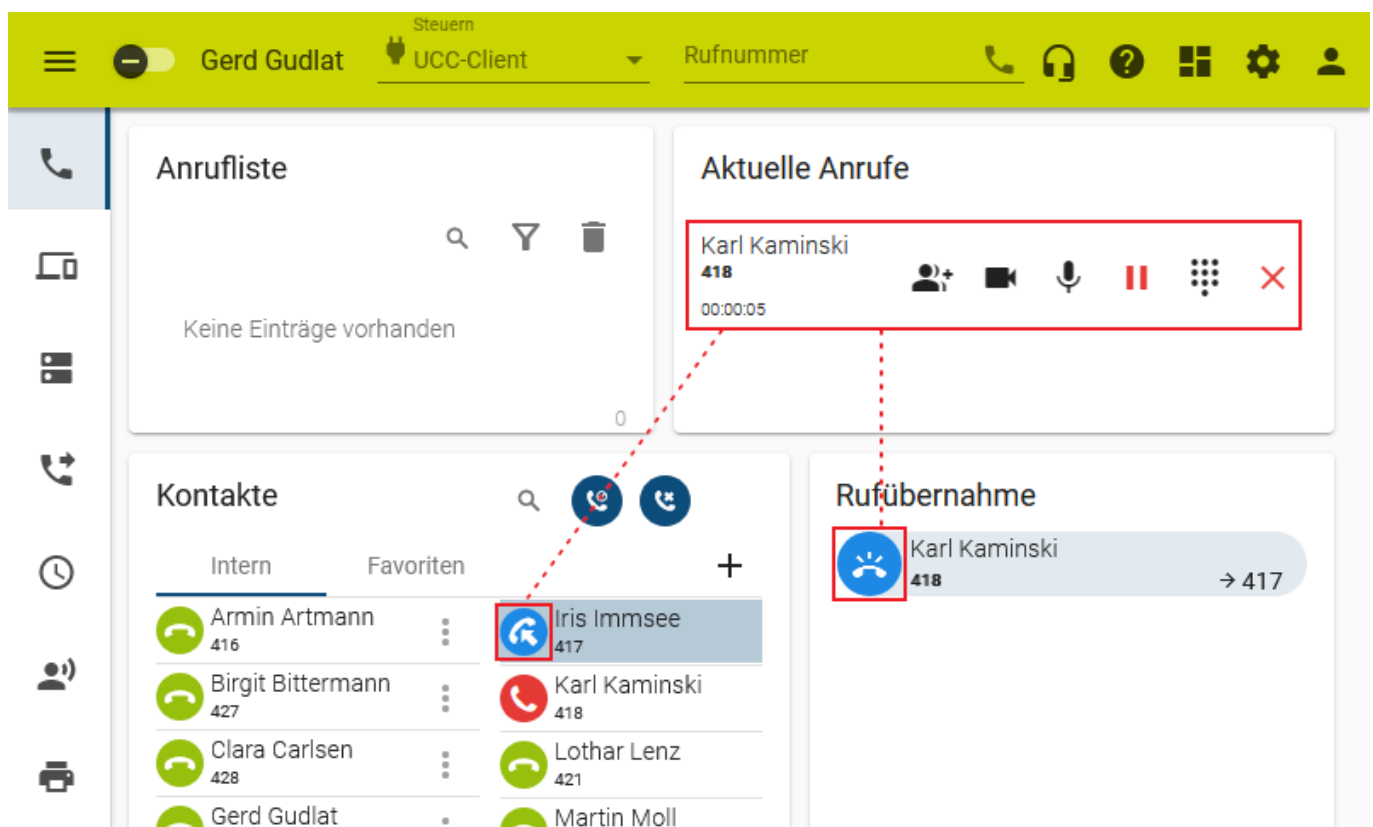 Steuern
Gerd Gudlat
UCC-Client
Rufnummer
Anrufliste
Keine Einträge vorhanden
0
Aktuelle Anrufe
Karl Kaminski
418
00:00:05
Kontakte
Intern
Favoriten
Armin Artmann
416
Birgit Bittermann
427
Clara Carlsen
428
Gerd Gudlat
Iris Immsee
417
Karl Kaminski
418
Lothar Lenz
421
Martin Moll
Rufübernahme
Karl Kaminski
418
→ 417